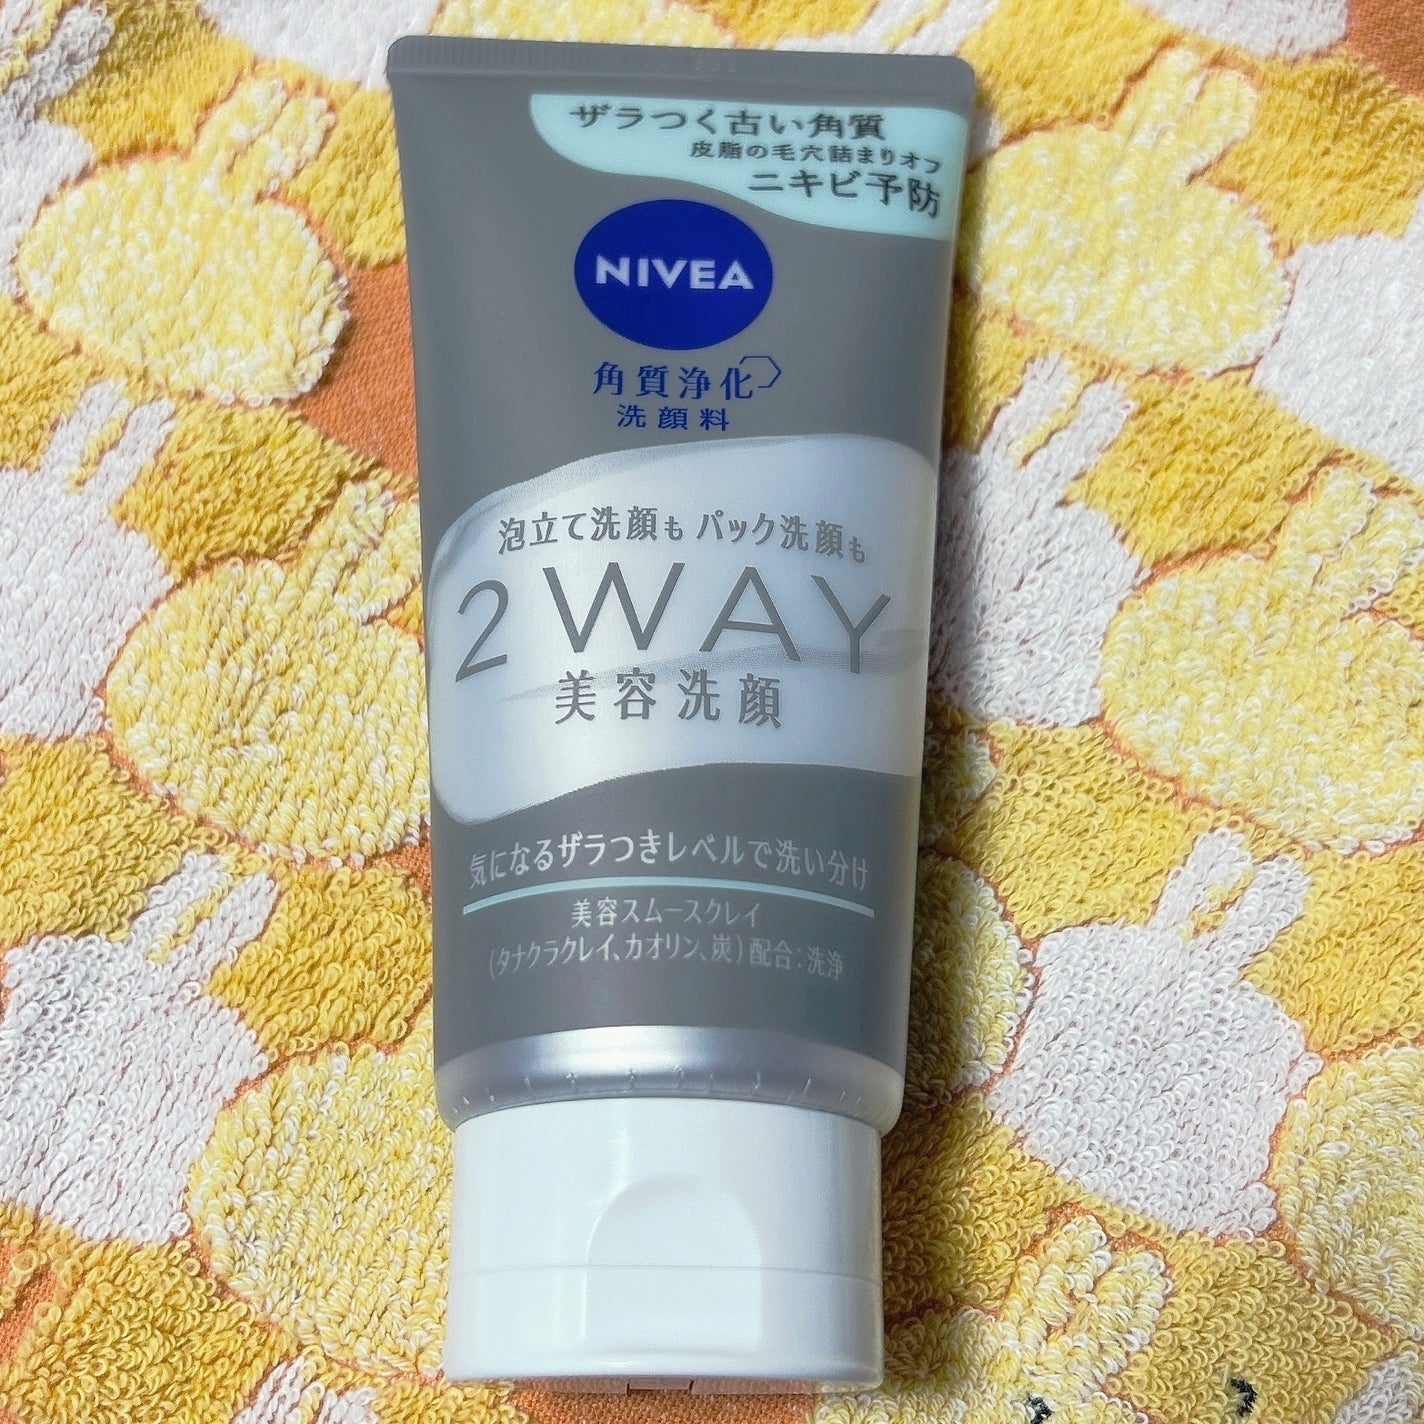 ザラつく古い角質
皮脂の毛穴詰まりオフ
ニキビ予防
NIVEA
角質浄化
洗顔料
泡立て洗顔も パック洗顔も
2WAY
美容洗顔
気になるザラつきレベルで洗い分け
美容スムースクレイ
(タナクラクレイ、カオリン、炭)配合:洗浄